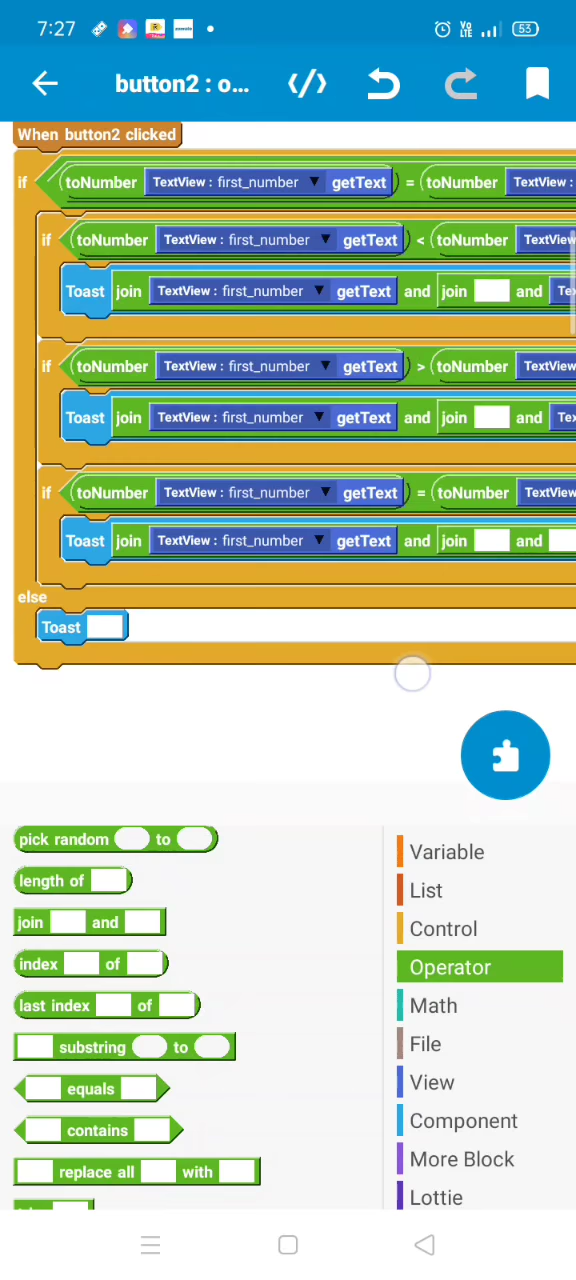 7:27 53
button2 : o...
When button2 clicked
if toNumber TextView : first_number getText = toNumber TextView :
if toNumber TextView : first_number getText < toNumber TextView
Toast join TextView : first_number getText and join and Te
if toNumber TextView : first_number getText > toNumber TextView
Toast join TextView : first_number getText and join and Tex
if toNumber TextView : first_number getText = toNumber TextView
Toast join TextView : first_number getText and join and
else
Toast
pick random to
length of
join and
index of
last index of
substring to
equals
contains
replace all with
Variable
List
Control
Operator
Math
File
View
Component
More Block
Lottie